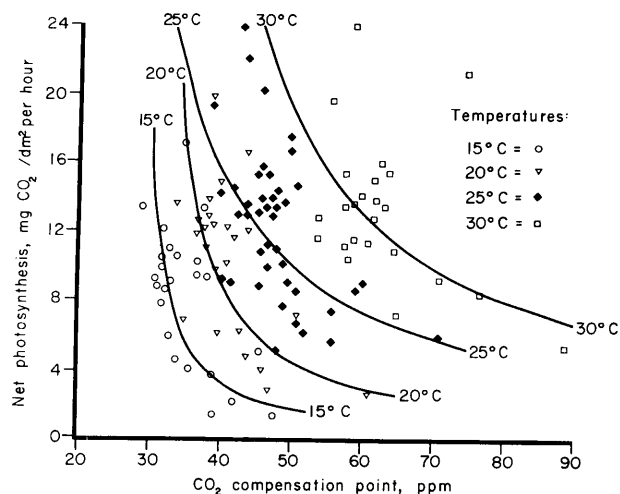 25°C
30°C
20°C
15°C
24
20
16
12
8
4
0
Net photosynthesis, mg CO2 /dm² per hour
Temperatures:
15°C =
20°C =
25°C =
30°C =
30°C
25°C
20°C
15°C
20 30 40 50 60 70 80 90
CO2 compensation point, ppm